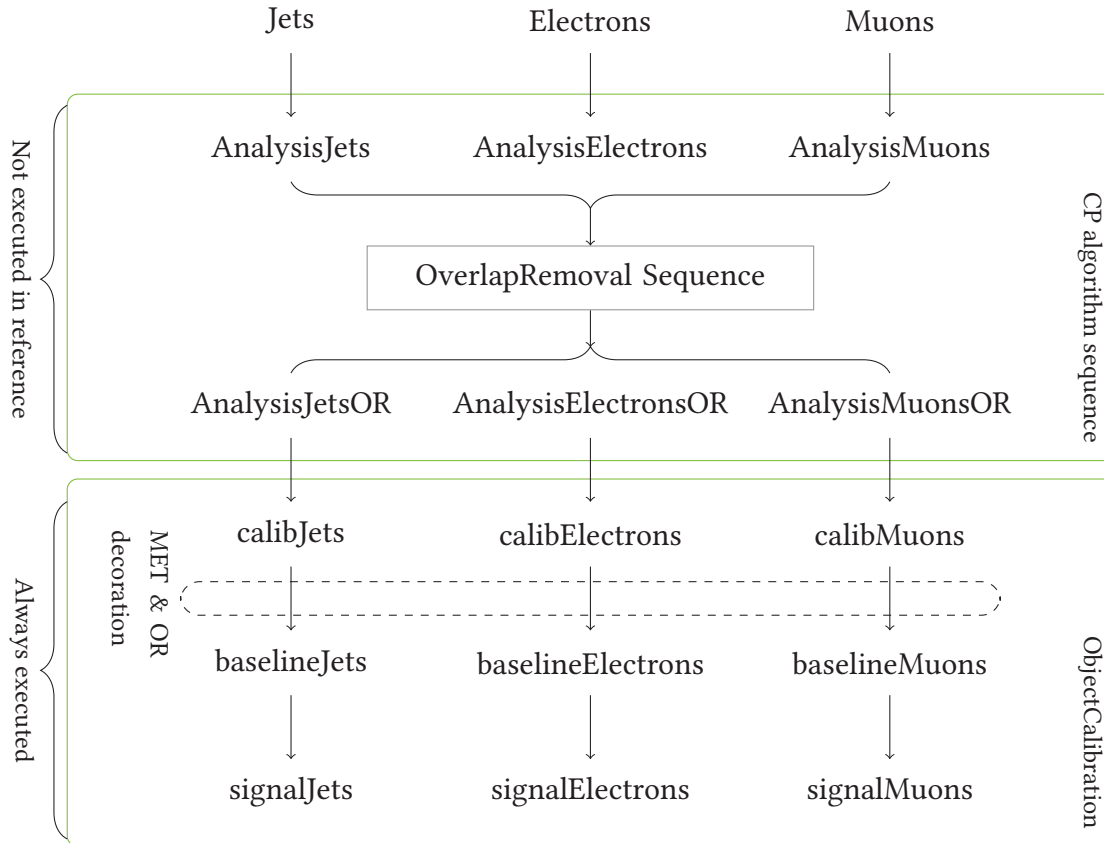 Jets Electrons Muons
AnalysisJets AnalysisElectrons AnalysisMuons
OverlapRemoval Sequence
AnalysisJetsOR AnalysisElectronsOR AnalysisMuonsOR
Not executed in reference
CP algorithm sequence
calibJets calibElectrons calibMuons
MET & OR
decoration
baselineJets baselineElectrons baselineMuons
signalJets signalElectrons signalMuons
Always executed
ObjectCalibration